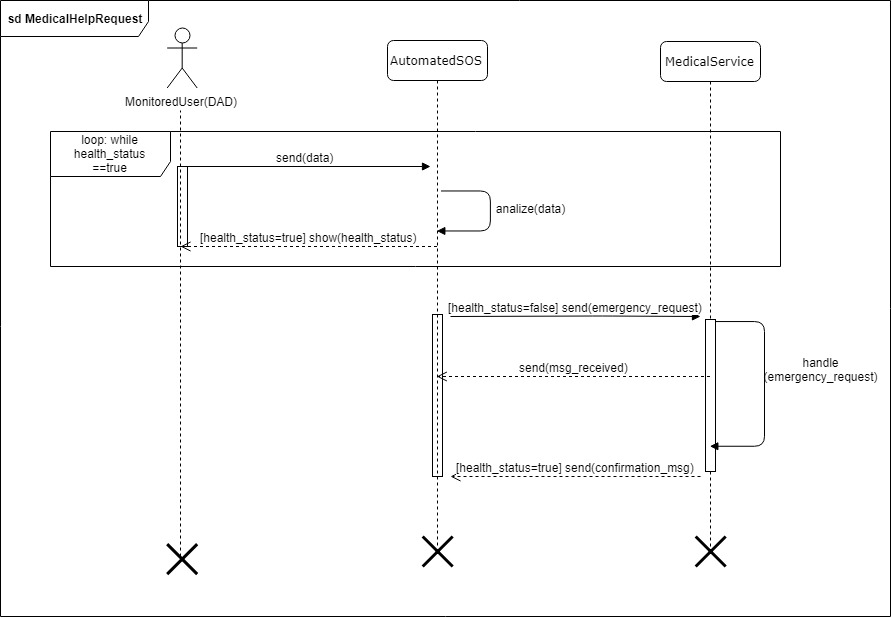 sd MedicalHelpRequest
AutomatedSOS
MedicalService
MonitoredUser(DAD)
loop: while
health_status
==true
send(data)
analize(data)
[health_status=true] show(health_status)
[health_status=false] send(emergency_request)
handle
(emergency_request)
send(msg_received)
[health_status=true] send(confirmation_msg)